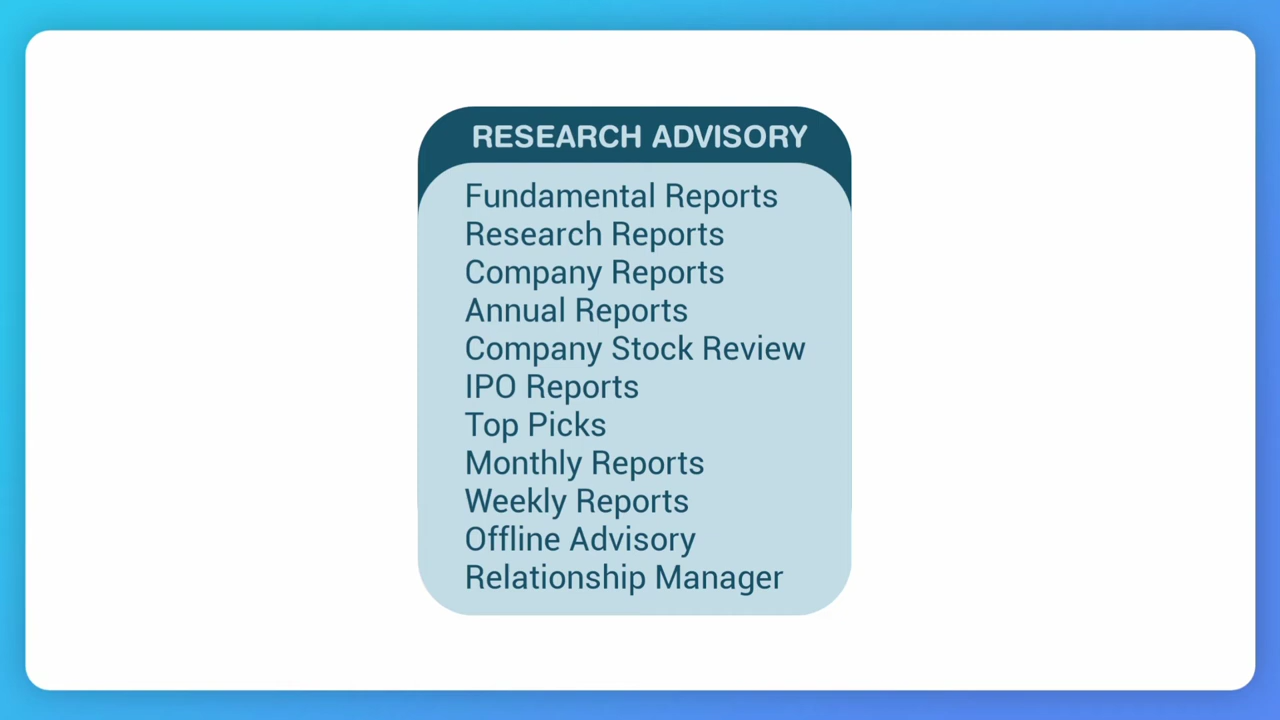 RESEARCH ADVISORY
Fundamental Reports
Research Reports
Company Reports
Annual Reports
Company Stock Review
IPO Reports
Top Picks
Monthly Reports
Weekly Reports
Offline Advisory
Relationship Manager